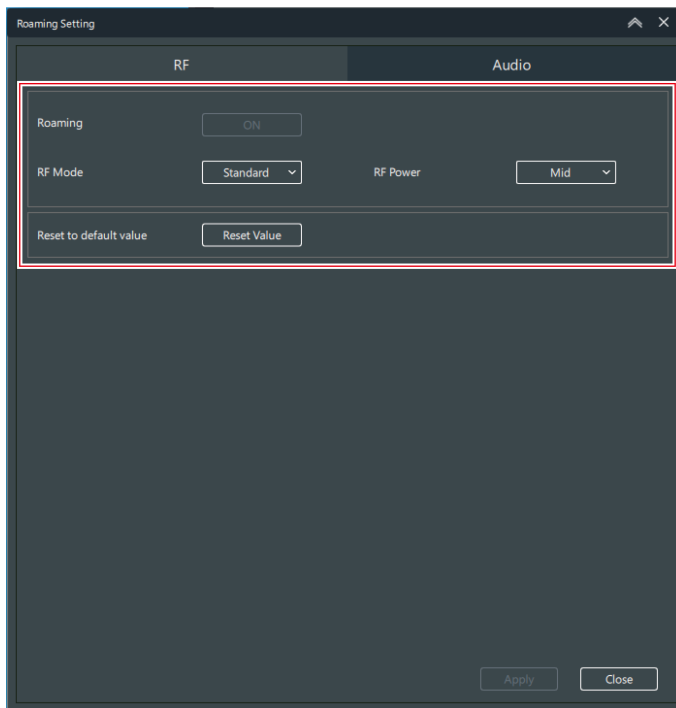 Roaming Setting
RF Audio
Roaming ON
RF Mode Standard RF Power Mid
Reset to default value Reset Value
Apply Close